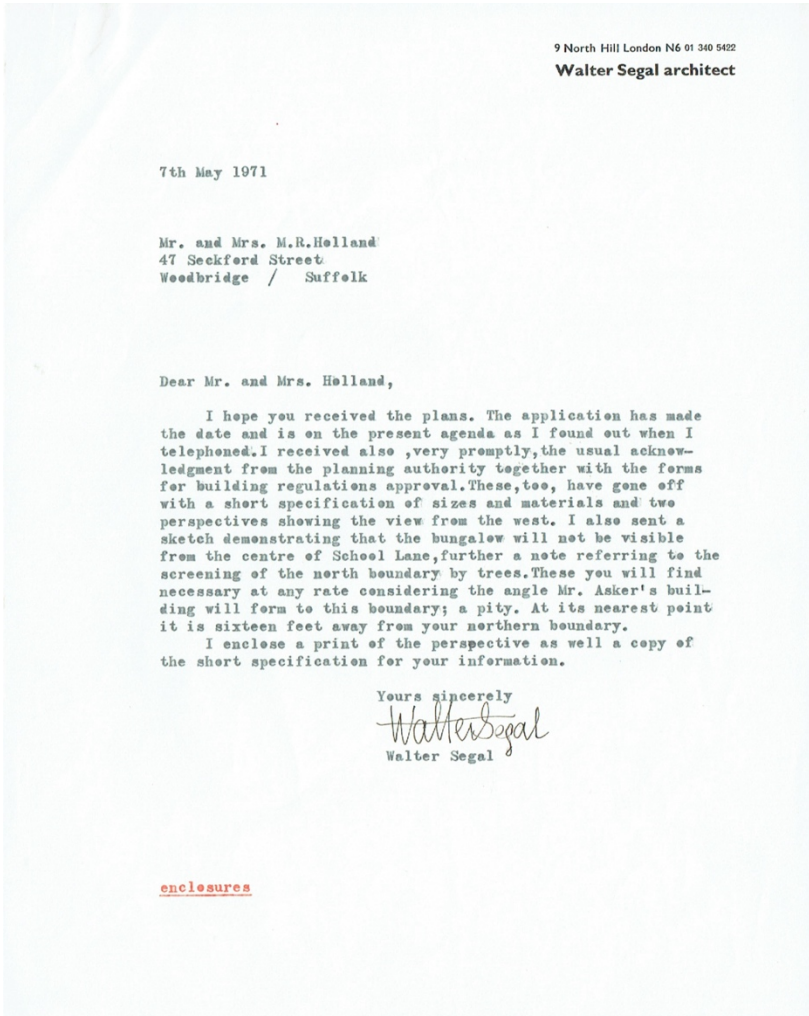 9 North Hill London N6 01 340 5422
Walter Segal architect
7th May 1971
Mr. and Mrs. M.R.Holland
47 Seckford Street
Woodbridge / Suffolk
Dear Mr. and Mrs. Holland,
I hope you received the plans. The application has made
the date and is on the present agenda as I found out when I
telephoned.I received also ,very promptly,the usual acknow-
ledgment from the planning authority together with the forms
for building regulations approval.These,too, have gone off
with a short specification of sizes and materials and two
perspectives showing the view from the west. I also sent a
sketch demonstrating that the bungalow will not be visible
from the centre of School Lane,further a note referring to the
screening of the north boundary by trees.These you will find
necessary at any rate considering the angle Mr. Asker's buil-
ding will form to this boundary; a pity. At its nearest point
it is sixteen feet away from your northern boundary.
I enclose a print of the perspective as well a copy of
the short specification for your information.
Yours sincerely
Walter Segal
Walter Segal
enclosures